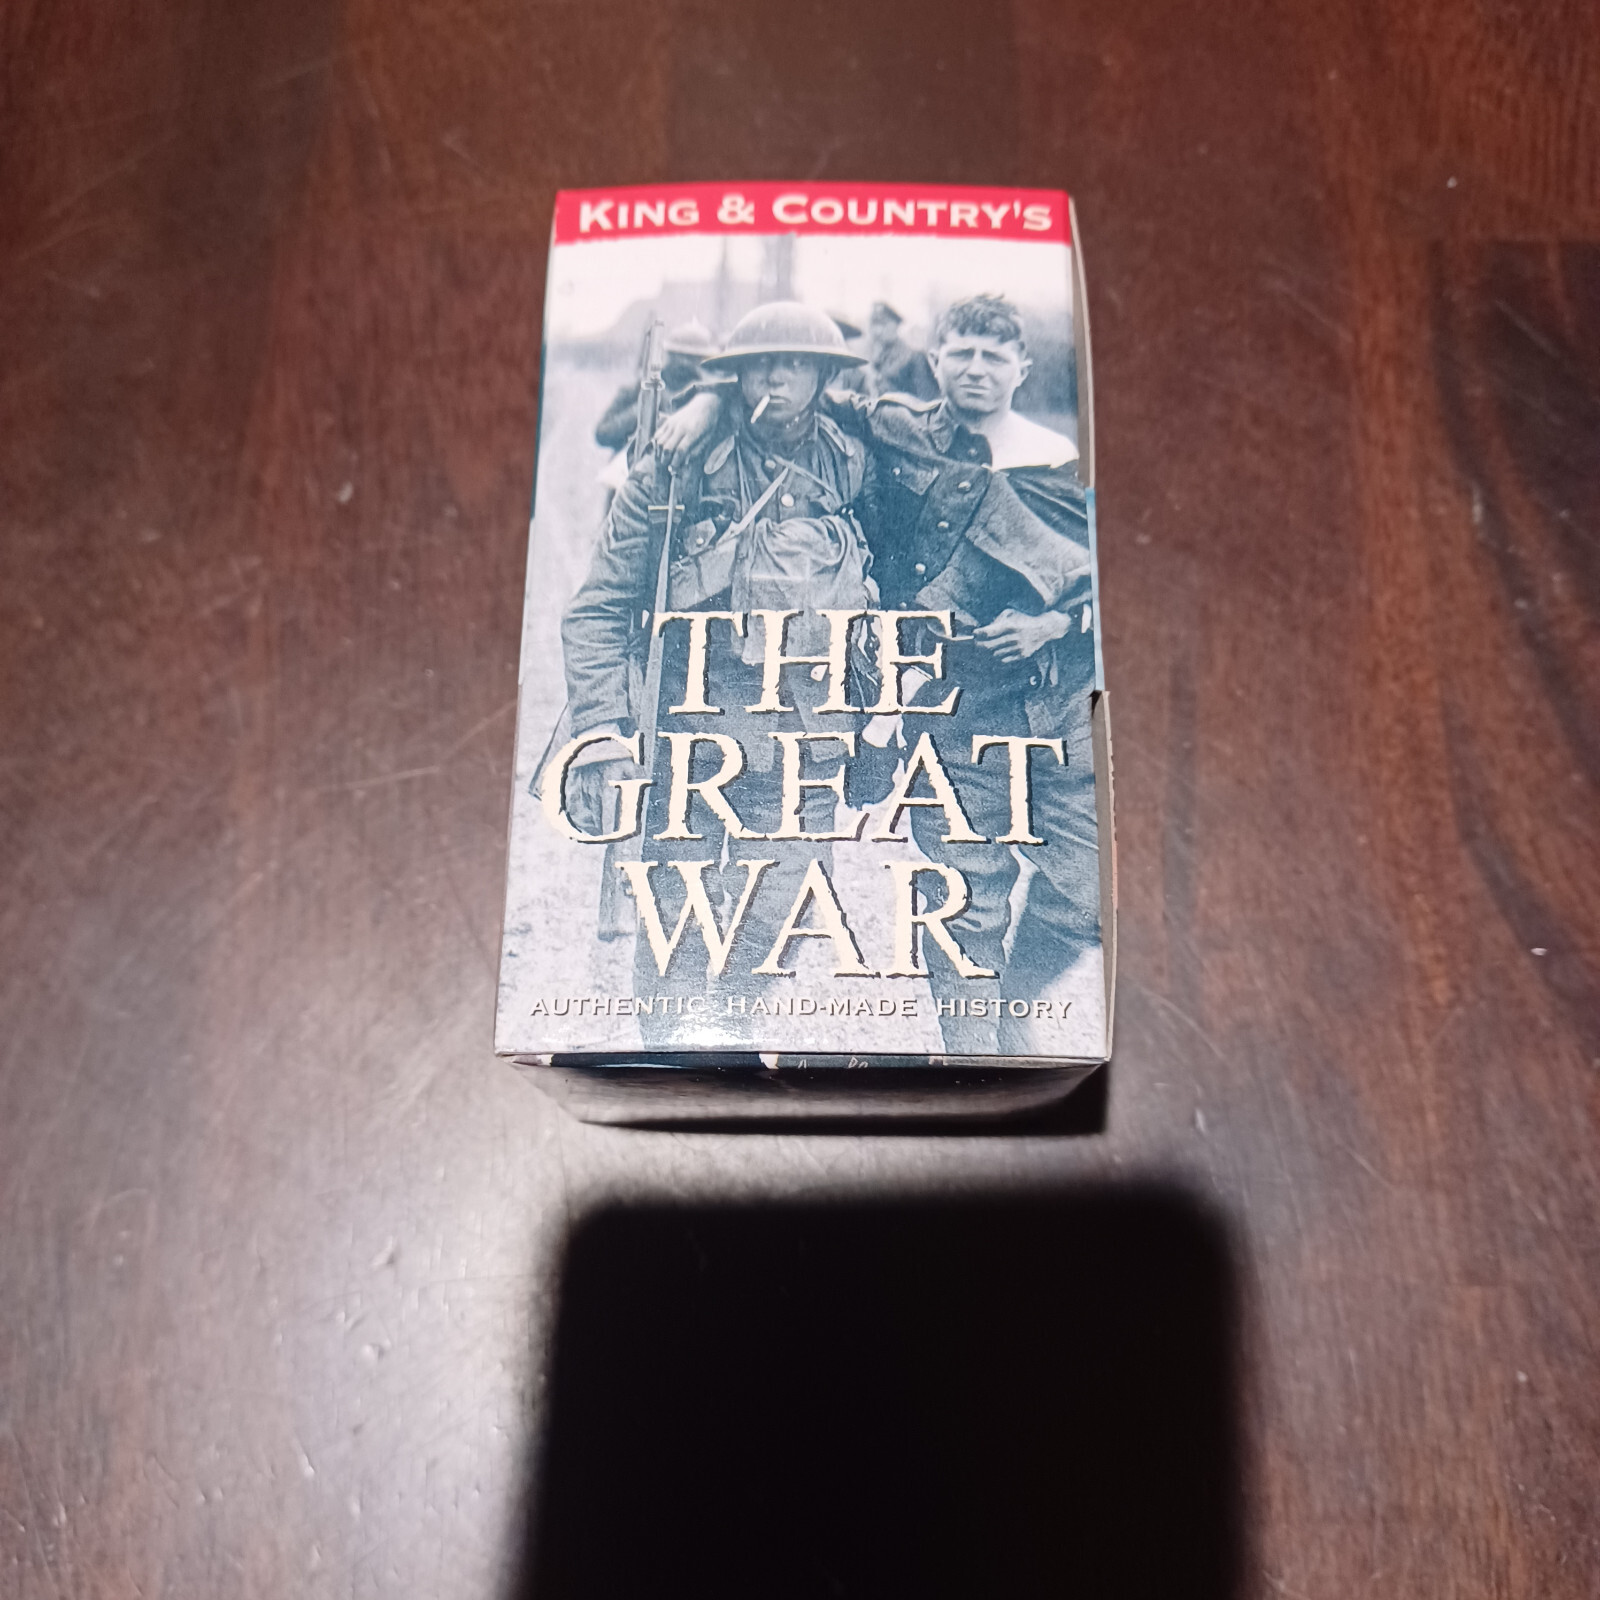 KING & COUNTRY'S
THE
GREAT
WAR
AUTHENTIC HAND-MADE HISTORY